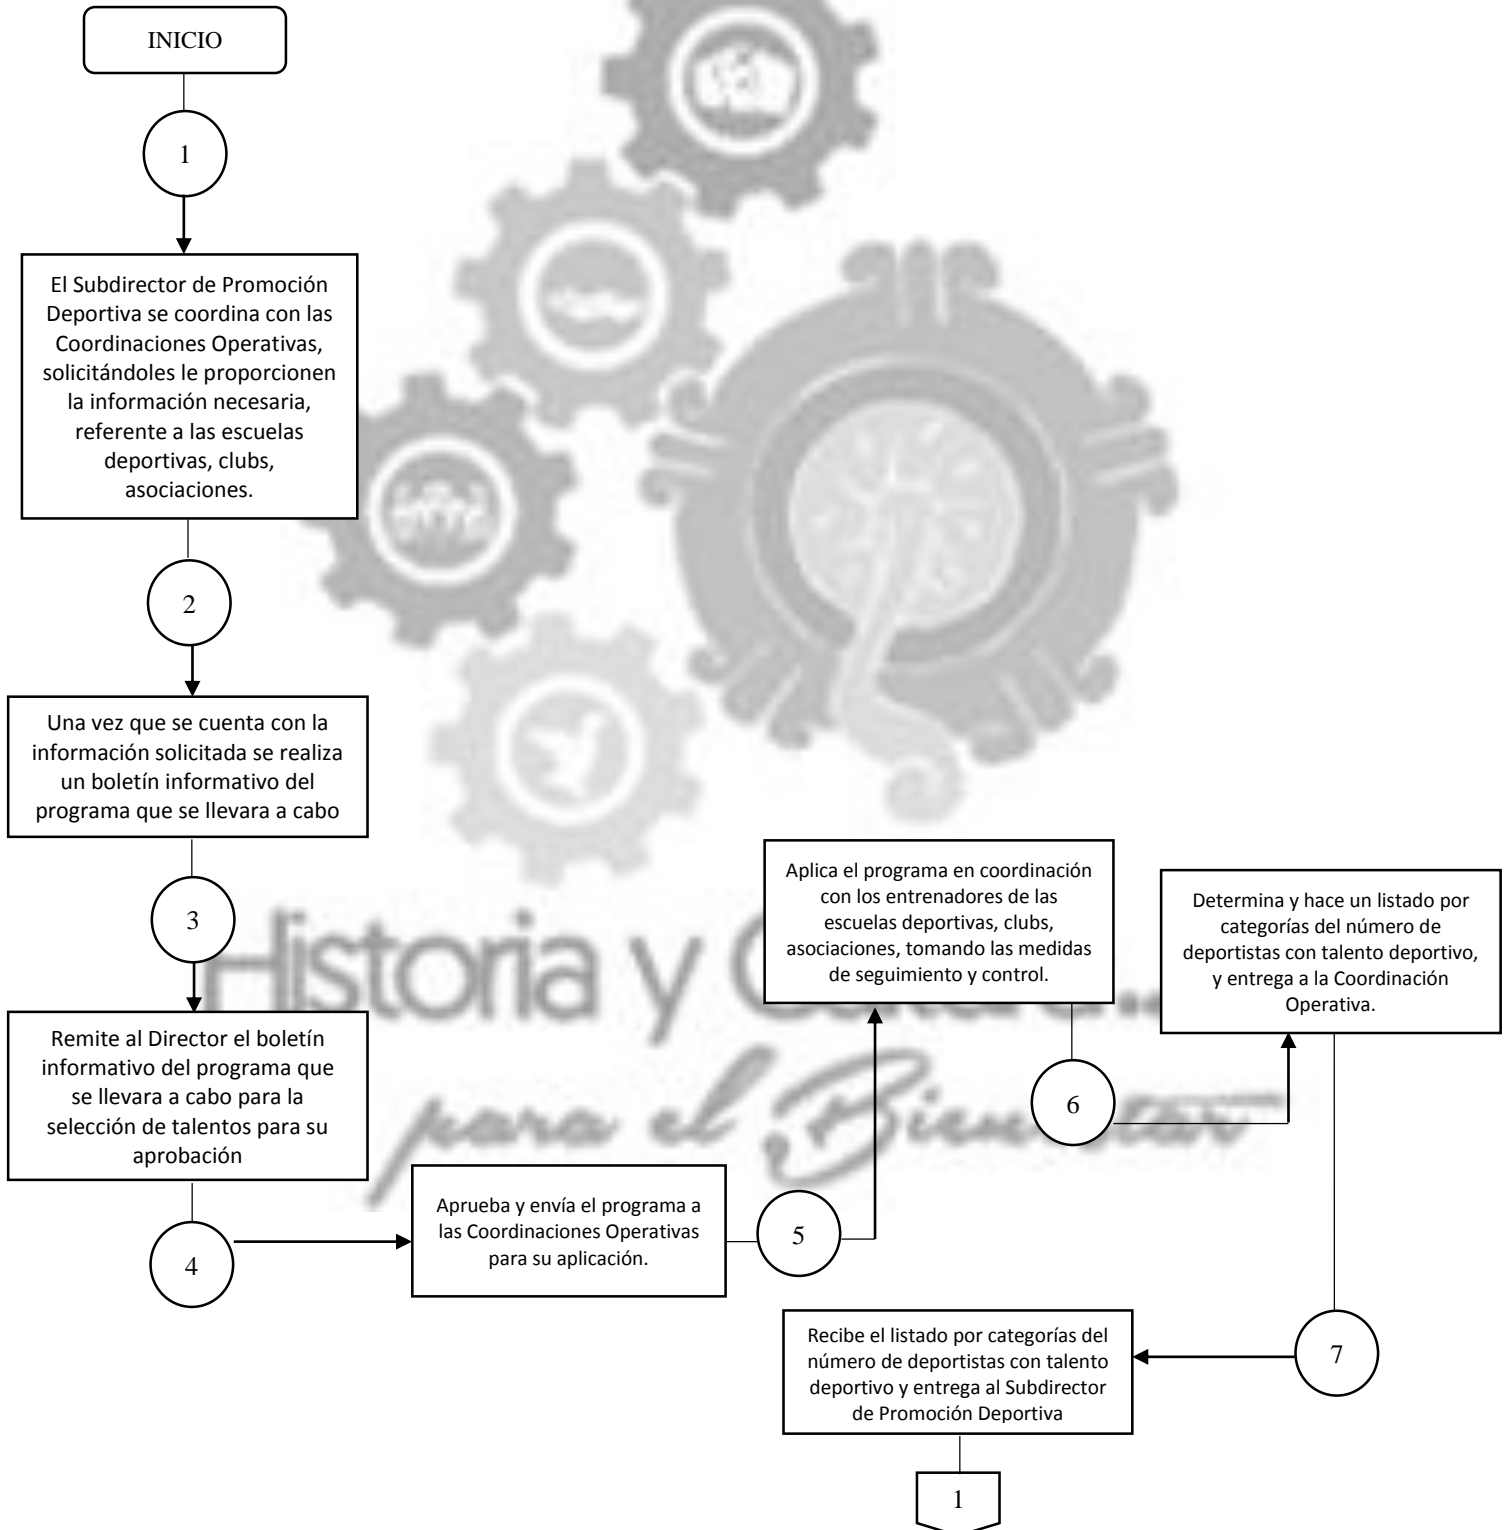 INICIO
1
El Subdirector de Promoción
Deportiva se coordina con las
Coordinaciones Operativas,
solicitándoles le proporcionen
la información necesaria,
referente a las escuelas
deportivas, clubs,
asociaciones.
2
Una vez que se cuenta con la
información solicitada se realiza
un boletín informativo del
programa que se llevara a cabo
3
Remite al Director el boletín
informativo del programa que
se llevara a cabo para la
selección de talentos para su
aprobación
4
Aprueba y envía el programa a
las Coordinaciones Operativas
para su aplicación.
5
Aplica el programa en coordinación
con los entrenadores de las
escuelas deportivas, clubs,
asociaciones, tomando las medidas
de seguimiento y control.
6
Determina y hace un listado por
categorías del número de
deportistas con talento deportivo,
y entrega a la Coordinación
Operativa.
7
Recibe el listado por categorías del
número de deportistas con talento
deportivo y entrega al Subdirector
de Promoción Deportiva
1
Historia y
para el Bienestar